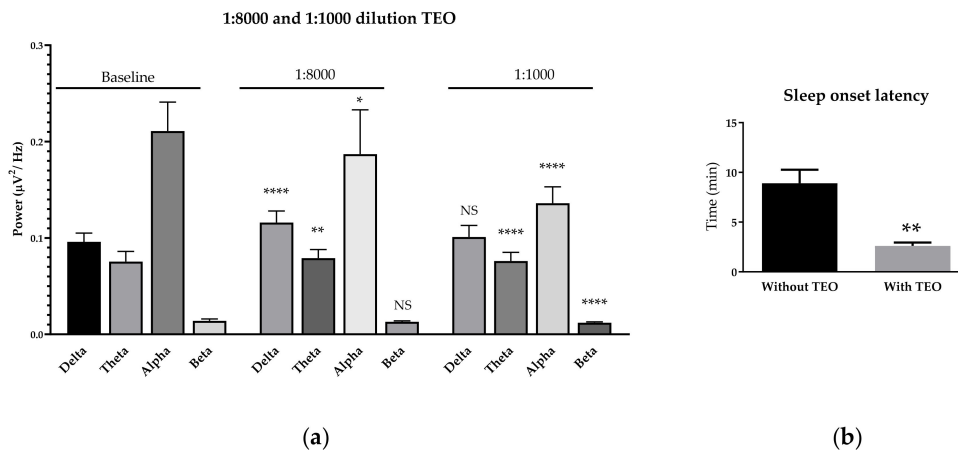 1:8000 and 1:1000 dilution TEO
Power (µV²/ Hz)
0.3
0.2
0.1
0.0
Baseline
1:8000
1:1000
****
**
*
NS
NS
****
****
****
Delta
Theta
Alpha
Beta
Delta
Theta
Alpha
Beta
Delta
Theta
Alpha
Beta
(a)
Sleep onset latency
Time (min)
15
10
5
0
**
Without TEO
With TEO
(b)